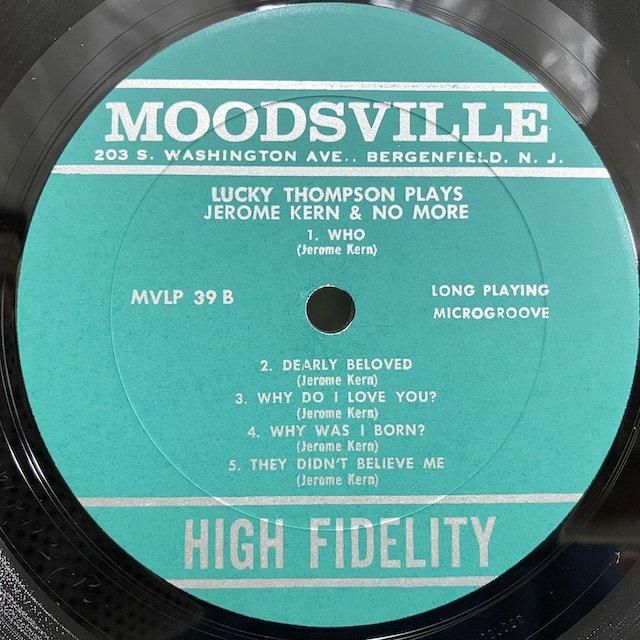 MOODSVILLE
203 S. WASHINGTON AVE.. BERGENFIELD. N. J.
LUCKY THOMPSON PLAYS
JEROME KERN & NO MORE
1. WHO
(Jerome Kern)
MVLP 39 B
LONG PLAYING
MICROGROOVE
2. DEARLY BELOVED
(Jerome Kern)
3. WHY DO I LOVE YOU?
(Jerome Kern)
4. WHY WAS I BORN?
(Jerome Kern)
5. THEY DIDN'T BELIEVE ME
(Jerome Kern)
HIGH FIDELITY